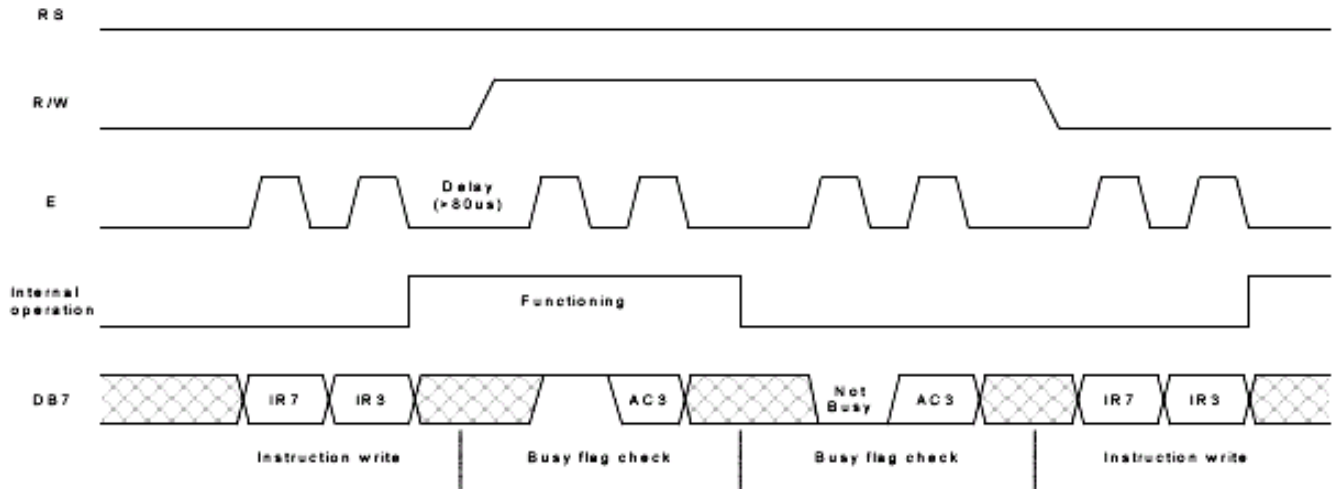 RS
R/W
E
Delay
(>80us)
Internal
operation
Functioning
DB7
IR7
IR3
AC3
Not
Busy
AC3
IR7
IR3
Instruction write
Busy flag check
Busy flag check
Instruction write